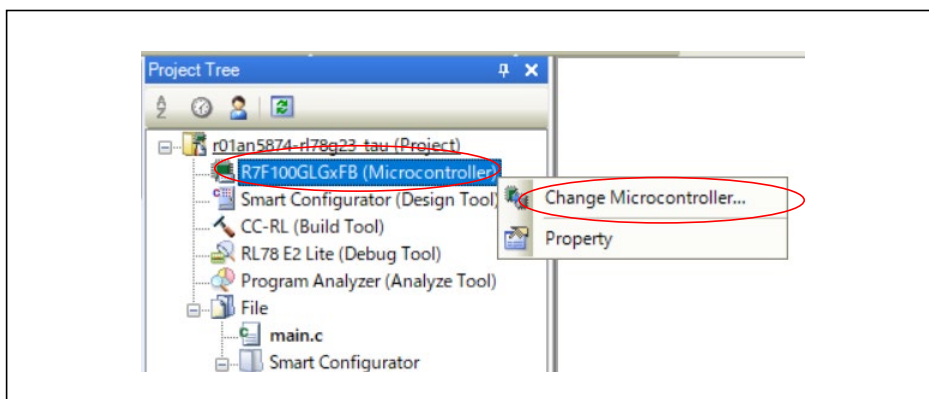 Project Tree
r01an5874-rl78g23-tau (Project)
R7F100GLGxFB (Microcontroller)
Change Microcontroller...
Smart Configurator (Design Tool)
CC-RL (Build Tool)
Property
RL78 E2 Lite (Debug Tool)
Program Analyzer (Analyze Tool)
File
main.c
Smart Configurator